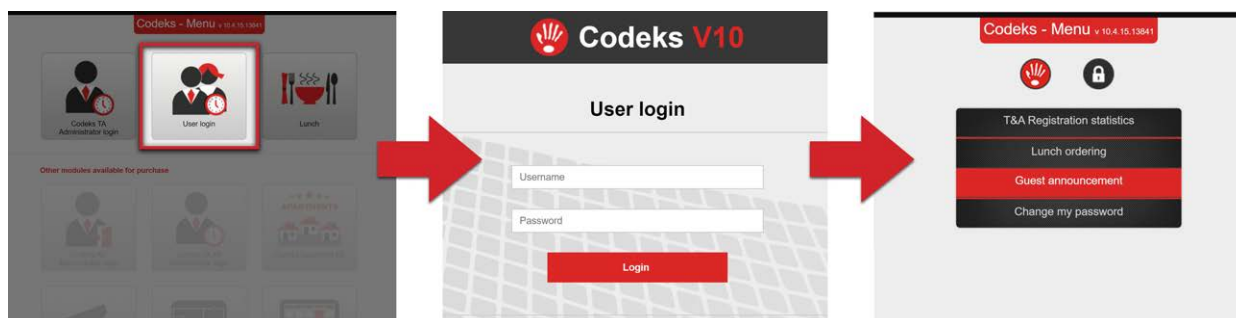 Codeks - Menu v 10.4.15.13841
Codeks TA
Administrator login
User login
Lunch
Other modules available for purchase
APARTMENTS
Codeks V10
User login
Username
Password
Login
Codeks - Menu v 10.4.15.13841
T&A Registration statistics
Lunch ordering
Guest announcement
Change my password